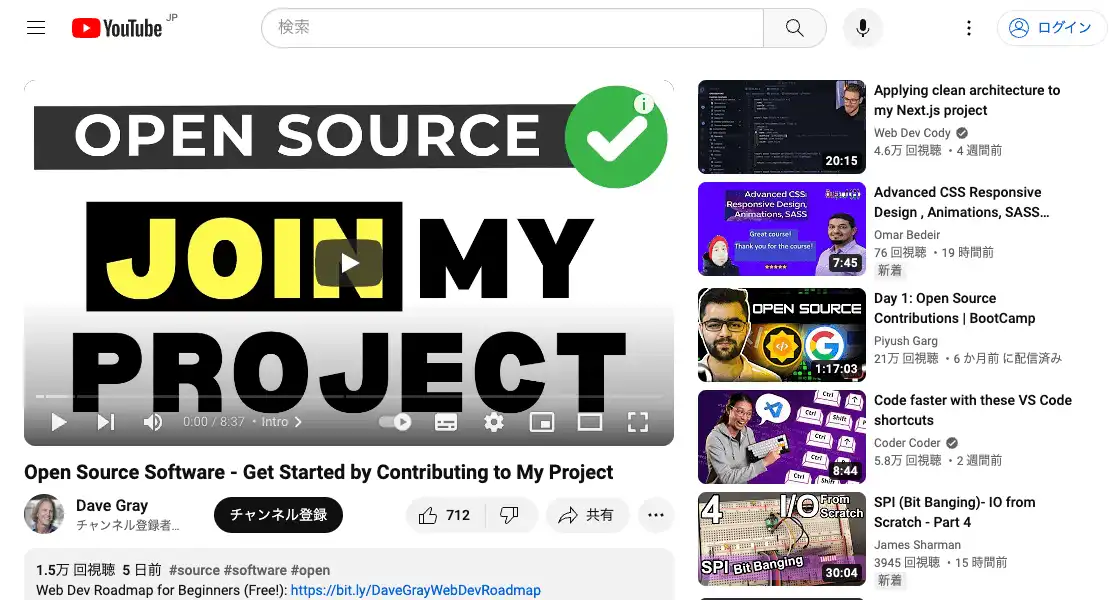 YouTube JP
検索
ログイン
OPEN SOURCE
JOIN MY
PROJECT
0:00 / 8:37 • Intro
Open Source Software - Get Started by Contributing to My Project
Dave Gray
チャンネル登録者...
チャンネル登録
712
共有
1.5万 回視聴 5 日前 #source #software #open
Web Dev Roadmap for Beginners (Free!): https://bit.ly/DaveGrayWebDevRoadmap
20:15
Applying clean architecture to
my Next.js project
Web Dev Cody
4.6万 回視聴 • 4 週間前
Advanced CSS:
Responsive Design,
Animations, SASS
Great course!
Thank you for the course!
7:45
Advanced CSS Responsive
Design , Animations, SASS...
Omar Bedeir
76 回視聴 • 19 時間前
新着
OPEN SOURCE
1:17:03
Day 1: Open Source
Contributions | BootCamp
Piyush Garg
21万 回視聴 • 6 か月前 に配信済み
Ctrl
Ctrl
Shift
Ctrl
Ctrl
Ctrl
Shift
8:44
Code faster with these VS Code
shortcuts
Coder Coder
5.8万 回視聴 • 2 週間前
4 I/O From
Scratch
SPI Bit Banging
30:04
SPI (Bit Banging)- IO from
Scratch - Part 4
James Sharman
3945 回視聴 • 15 時間前
新着